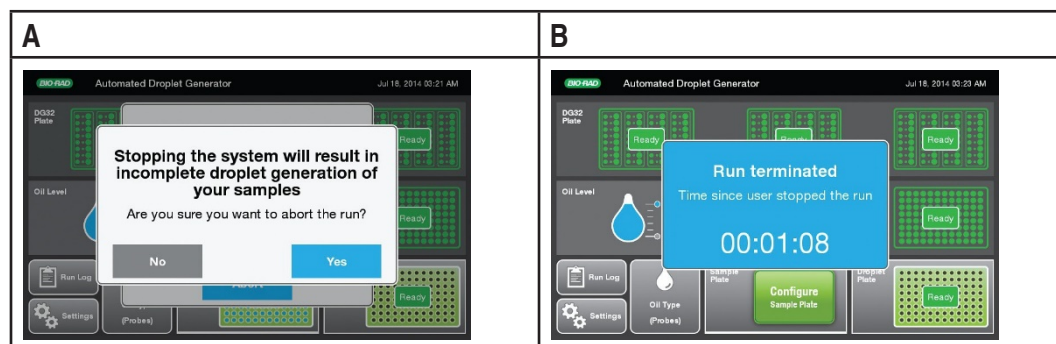 A
B
BIO-RAD Automated Droplet Generator Jul 18, 2014 03:21 AM
DG32
Plate
Ready
Stopping the system will result in
incomplete droplet generation of
your samples
Are you sure you want to abort the run?
No
Yes
Abort
Oil Level
Ready
Run Log
Settings
(Probes)
Ready
BIO-RAD Automated Droplet Generator Jul 18, 2014 03:23 AM
DG32
Plate
Ready
Ready
Ready
Run terminated
Time since user stopped the run
00:01:08
Oil Level
Ready
Run Log
Settings
Oil Type
(Probes)
Sample
Plate
Configure
Sample Plate
Droplet
Plate
Ready